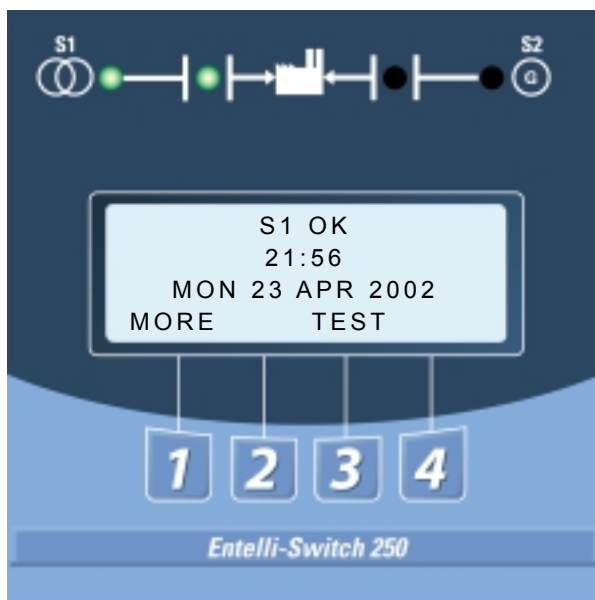 S1
S2
G
S1 OK
21:56
MON 23 APR 2002
MORE TEST
1 2 3 4
Entelli-Switch 250